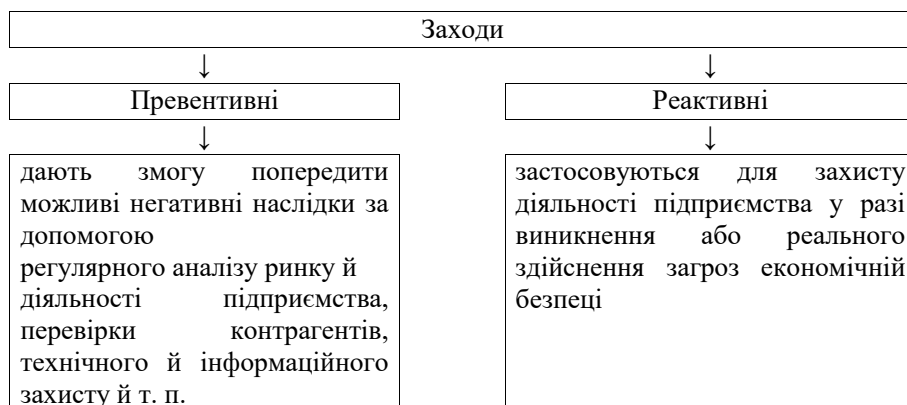 Заходи
↓ ↓
Превентивні Реактивні
↓ ↓
дають змогу попередити
можливі негативні наслідки за
допомогою
регулярного аналізу ринку й
діяльності підприємства,
перевірки контрагентів,
технічного й інформаційного
захисту й т. п.
застосовуються для захисту
діяльності підприємства у разі
виникнення або реального
здійснення загроз економічній
безпеці